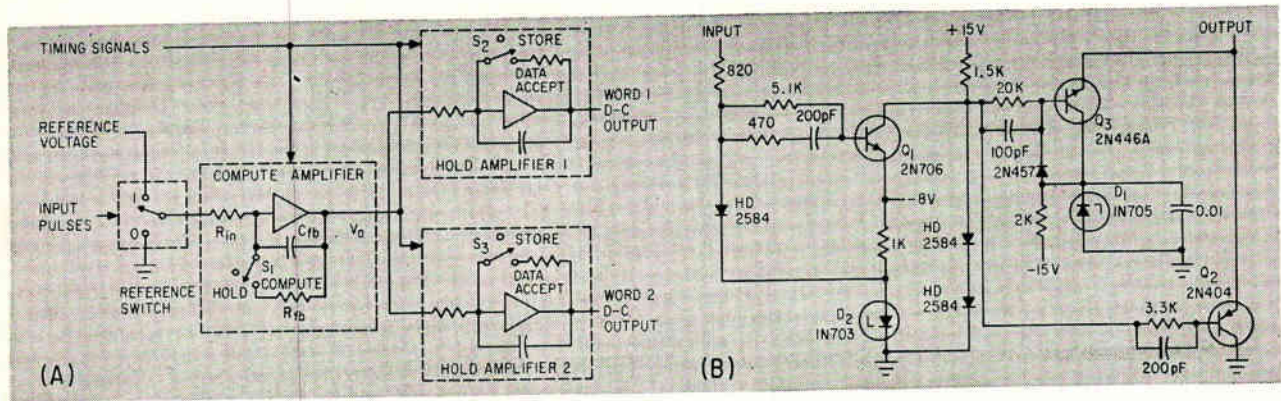 TIMING SIGNALS
REFERENCE
VOLTAGE
INPUT
PULSES
1
0
REFERENCE
SWITCH
COMPUTE AMPLIFIER
Rin
Cfb
Va
S1
HOLD
COMPUTE
Rfb
S2
STORE
DATA
ACCEPT
HOLD AMPLIFIER 1
WORD 1
D-C
OUTPUT
S3
STORE
DATA
ACCEPT
HOLD AMPLIFIER 2
WORD 2
D-C
OUTPUT
(A)
INPUT
820
5.1K
470
200pF
Q1
2N706
HD
2584
-8V
1K
D2
IN703
+15V
1.5K
20K
100pF
2N457
2K
-15V
HD
2584
HD
2584
OUTPUT
Q3
2N446A
D1
IN705
0.01
Q2
2N404
3.3K
200pF
(B)